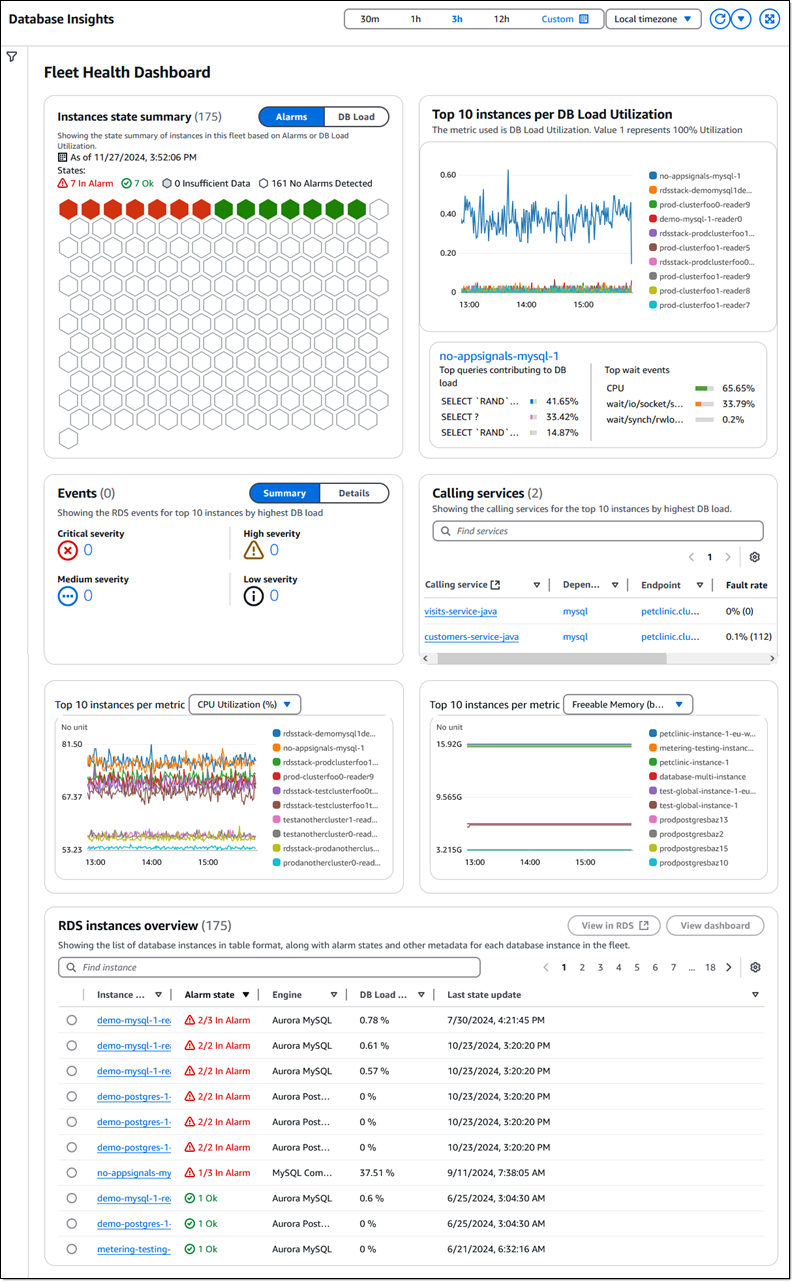 Database Insights
30m 1h 3h 12h Custom Local timezone
Fleet Health Dashboard
Instances state summary (175)
Alarms DB Load
Showing the state summary of instances in this fleet based on Alarms or DB Load
Utilization.
As of 11/27/2024, 3:52:06 PM
States:
7 In Alarm 7 Ok 0 Insufficient Data 161 No Alarms Detected
Top 10 instances per DB Load Utilization
The metric used is DB Load Utilization. Value 1 represents 100% Utilization
0.60
0.40
0.20
0
13:00 14:00 15:00
no-appsignals-mysql-1
rdsstack-demomysql1de...
prod-clusterfoo0-reader9
demo-mysql-1-reader0
rdsstack-prodclusterfoo1...
prod-clusterfoo1-reader5
rdsstack-prodclusterfoo0...
prod-clusterfoo1-reader9
prod-clusterfoo1-reader8
prod-clusterfoo1-reader7
no-appsignals-mysql-1
Top queries contributing to DB
load
SELECT `RAND`... 41.65%
SELECT ? 33.42%
SELECT `RAND`... 14.87%
Top wait events
CPU 65.65%
wait/io/socket/s... 33.79%
wait/synch/rwlo... 0.2%
Events (0)
Summary Details
Showing the RDS events for top 10 instances by highest DB load
Critical severity
0
High severity
0
Medium severity
0
Low severity
0
Calling services (2)
Showing the calling services for the top 10 instances by highest DB load.
Find services
1
Calling service Depen... Endpoint Fault rate
visits-service-java mysql petclinic.clu... 0% (0)
customers-service-java mysql petclinic.clu... 0.1% (112)
Top 10 instances per metric CPU Utilization (%)
No unit
81.50
67.37
53.23
13:00 14:00 15:00
rdsstack-demomysql1de...
no-appsignals-mysql-1
rdsstack-prodclusterfoo1...
prod-clusterfoo0-reader9
rdsstack-testclusterfoo0t...
rdsstack-testclusterfoo1t...
testanothercluster1-read...
testanothercluster0-read...
rdsstack-prodanotherclus...
prodanothercluster0-read...
Top 10 instances per metric Freeable Memory (b...
No unit
15.92G
9.565G
3.215G
13:00 14:00 15:00
petclinic-instance-1-eu-w...
metering-testing-instanc...
petclinic-instance-1
database-multi-instance
test-global-instance-1-eu...
test-global-instance-1
prodpostgresbaz13
prodpostgresbaz2
prodpostgresbaz15
prodpostgresbaz10
RDS instances overview (175)
View in RDS View dashboard
Showing the list of database instances in table format, along with alarm states and other metadata for each database instance in the fleet.
Find instance
1 2 3 4 5 6 7 ... 18
Instance ... Alarm state Engine DB Load ... Last state update
demo-mysql-1-rea 2/3 In Alarm Aurora MySQL 0.78 % 7/30/2024, 4:21:45 PM
demo-mysql-1-rea 2/2 In Alarm Aurora MySQL 0.61 % 10/23/2024, 3:20:20 PM
demo-mysql-1-rea 2/2 In Alarm Aurora MySQL 0.57 % 10/23/2024, 3:20:20 PM
demo-postgres-1- 2/2 In Alarm Aurora Post... 0 % 10/23/2024, 3:20:20 PM
demo-postgres-1- 2/2 In Alarm Aurora Post... 0 % 10/23/2024, 3:20:20 PM
demo-postgres-1- 2/2 In Alarm Aurora Post... 0 % 10/23/2024, 3:20:20 PM
no-appsignals-my 1/3 In Alarm MySQL Com... 37.51 % 9/11/2024, 7:38:05 AM
demo-mysql-1-rea 1 Ok Aurora MySQL 0.6 % 6/25/2024, 3:04:30 AM
demo-postgres-1- 1 Ok Aurora Post... 0 % 6/25/2024, 3:04:30 AM
metering-testing- 1 Ok Aurora MySQL 0 % 6/21/2024, 6:32:16 AM